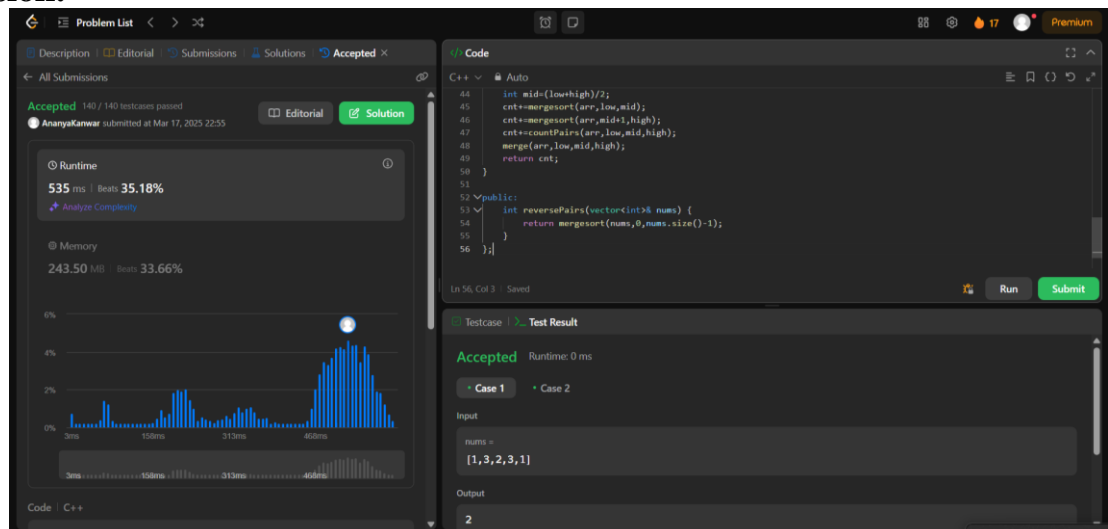 Problem List
17
Premium
Description | Editorial | Submissions | Solutions | Accepted ×
← All Submissions
Accepted 140 / 140 testcases passed
AnanyaKanwar submitted at Mar 17, 2025 22:55
Editorial
Solution
Runtime
535 ms | Beats 35.18%
Analyze Complexity
Memory
243.50 MB | Beats 33.66%
6%
4%
2%
0%
3ms 158ms 313ms 468ms
3ms 158ms 313ms 468ms
Code | C++
</> Code
C++ Auto
44 int mid=(low+high)/2;
45 cnt+=mergesort(arr,low,mid);
46 cnt+=mergesort(arr,mid+1,high);
47 cnt+=countPairs(arr,low,mid,high);
48 merge(arr,low,mid,high);
49 return cnt;
50 }
51
52 public:
53 int reversePairs(vector<int>& nums) {
54 return mergesort(nums,0,nums.size()-1);
55 }
56 };
Ln 56, Col 3 | Saved
Run
Submit
Testcase | >_ Test Result
Accepted Runtime: 0 ms
• Case 1 • Case 2
Input
nums =
[1,3,2,3,1]
Output
2